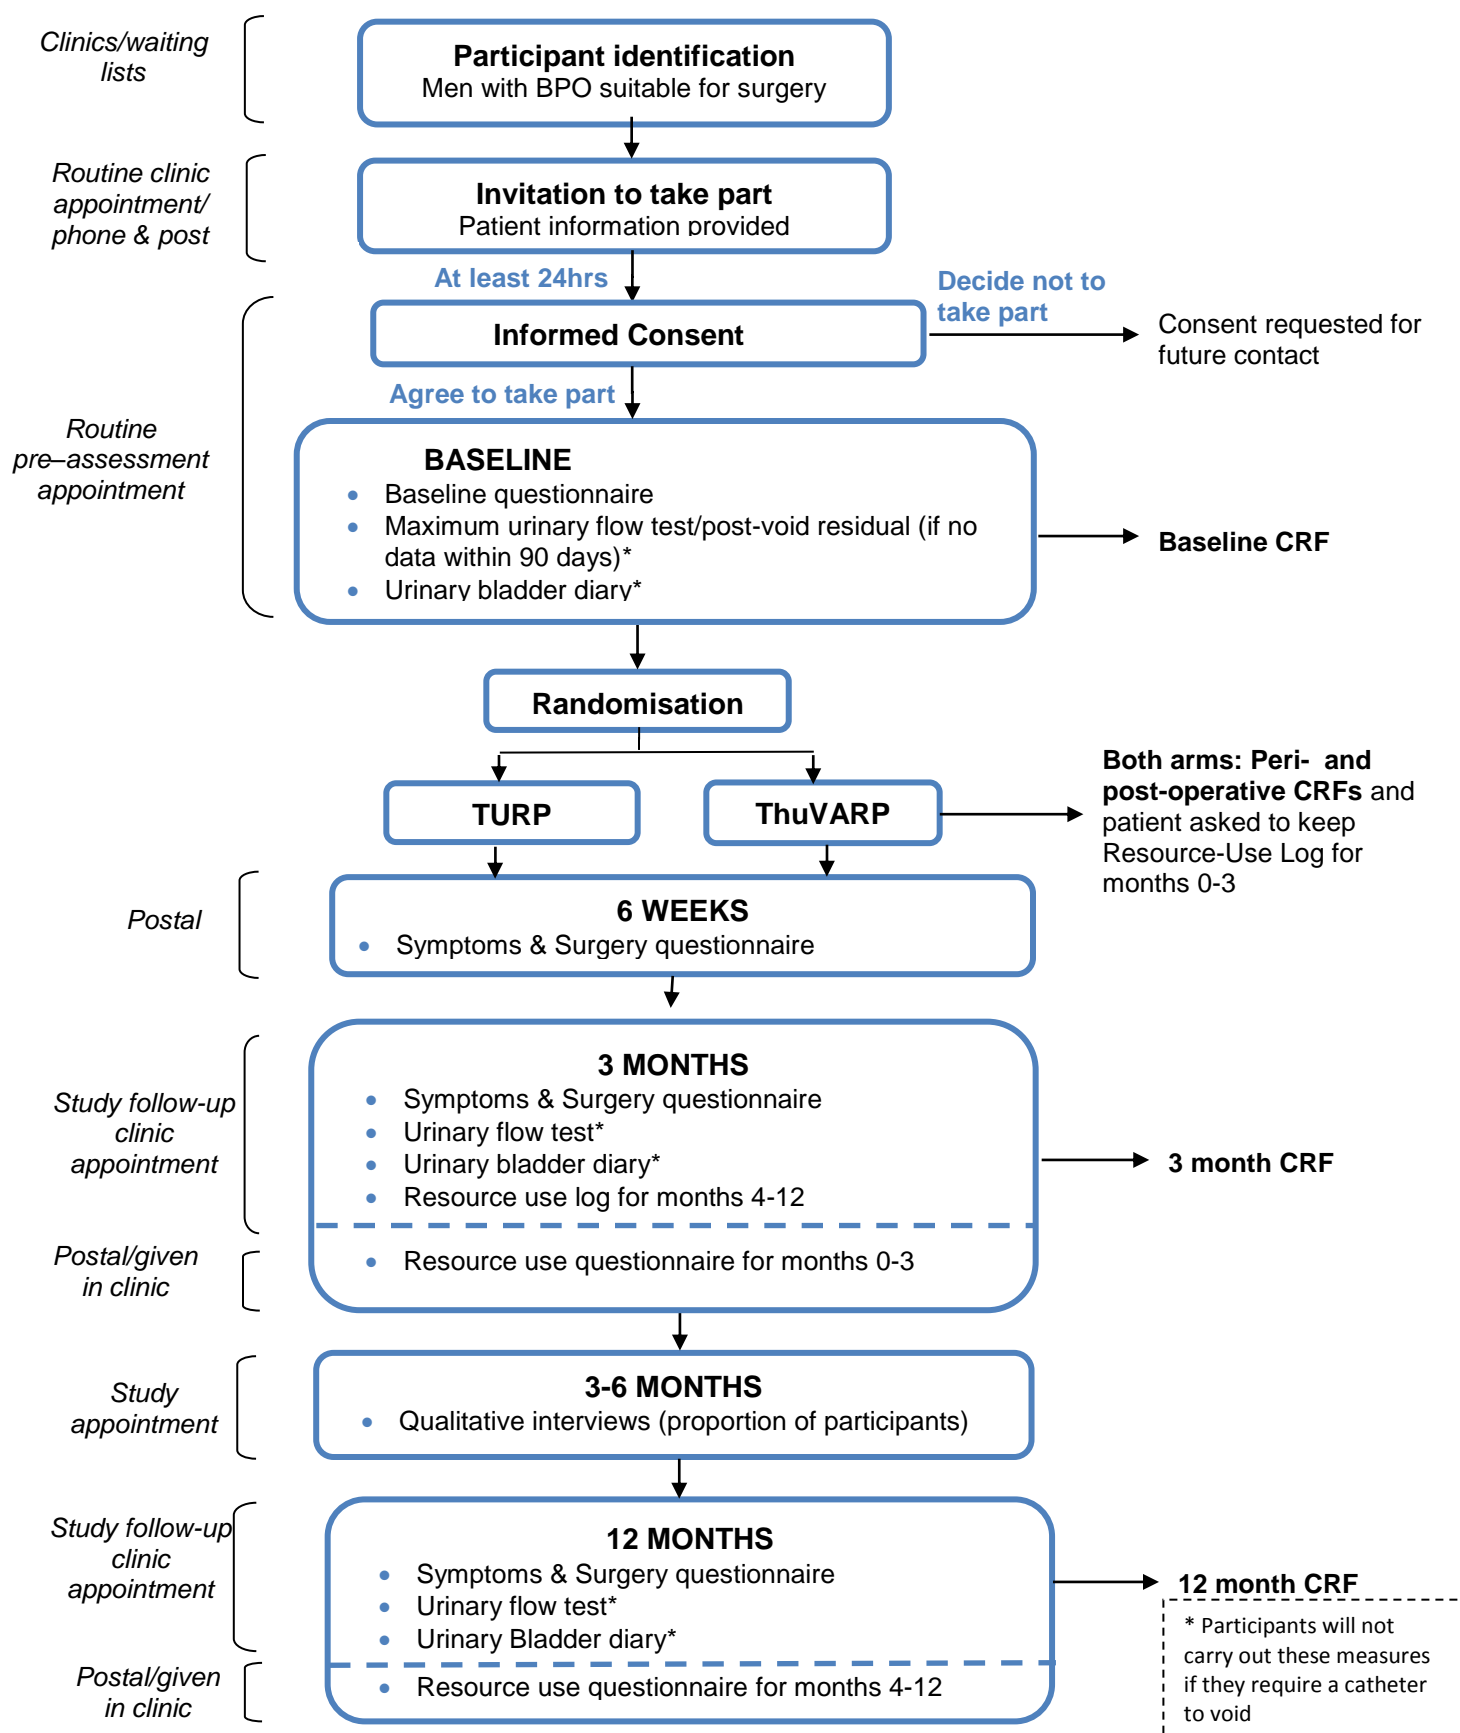 Clinics/waiting
lists
Participant identification
Men with BPO suitable for surgery
Routine clinic
appointment/
phone & post
Invitation to take part
Patient information provided
At least 24hrs
Decide not to
take part
Informed Consent
Consent requested for
future contact
Agree to take part
Routine
pre–assessment
appointment
BASELINE
• Baseline questionnaire
• Maximum urinary flow test/post-void residual (if no
data within 90 days)*
• Urinary bladder diary*
Baseline CRF
Randomisation
TURP
ThuVARP
Both arms: Peri- and
post-operative CRFs and
patient asked to keep
Resource-Use Log for
months 0-3
Postal
6 WEEKS
• Symptoms & Surgery questionnaire
Study follow-up
clinic
appointment
3 MONTHS
• Symptoms & Surgery questionnaire
• Urinary flow test*
• Urinary bladder diary*
• Resource use log for months 4-12
3 month CRF
Postal/given
in clinic
• Resource use questionnaire for months 0-3
Study
appointment
3-6 MONTHS
• Qualitative interviews (proportion of participants)
Study follow-up
clinic
appointment
12 MONTHS
• Symptoms & Surgery questionnaire
• Urinary flow test*
• Urinary Bladder diary*
12 month CRF
Postal/given
in clinic
• Resource use questionnaire for months 4-12
* Participants will not
carry out these measures
if they require a catheter
to void